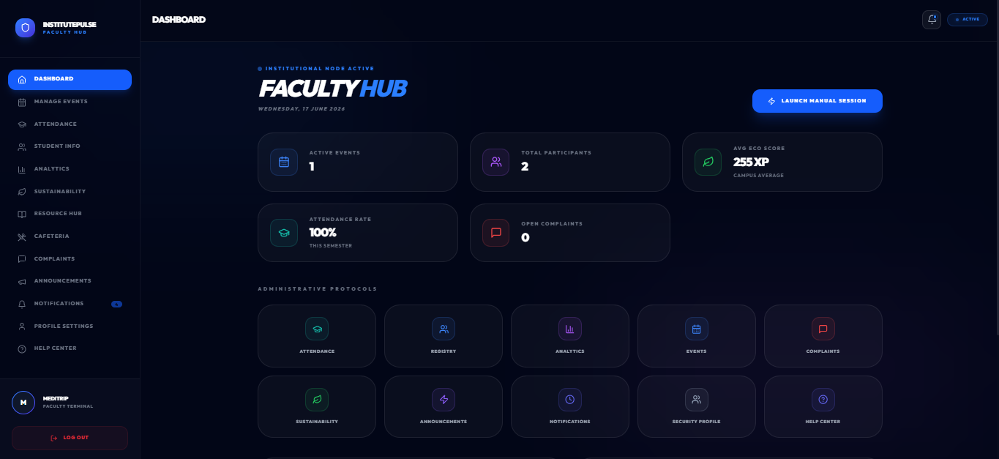 INSTITUTEPULSE
FACULTY HUB
DASHBOARD
MANAGE EVENTS
ATTENDANCE
STUDENT INFO
ANALYTICS
SUSTAINABILITY
RESOURCE HUB
CAFETERIA
COMPLAINTS
ANNOUNCEMENTS
NOTIFICATIONS
PROFILE SETTINGS
HELP CENTER
M
MEDITRIP
FACULTY TERMINAL
LOG OUT
DASHBOARD
ACTIVE
INSTITUTIONAL NODE ACTIVE
FACULTY HUB
WEDNESDAY, 17 JUNE 2026
LAUNCH MANUAL SESSION
ACTIVE EVENTS
1
TOTAL PARTICIPANTS
2
AVG ECO SCORE
255 XP
CAMPUS AVERAGE
ATTENDANCE RATE
100%
THIS SEMESTER
OPEN COMPLAINTS
0
ADMINISTRATIVE PROTOCOLS
ATTENDANCE
REGISTRY
ANALYTICS
EVENTS
COMPLAINTS
SUSTAINABILITY
ANNOUNCEMENTS
NOTIFICATIONS
SECURITY PROFILE
HELP CENTER